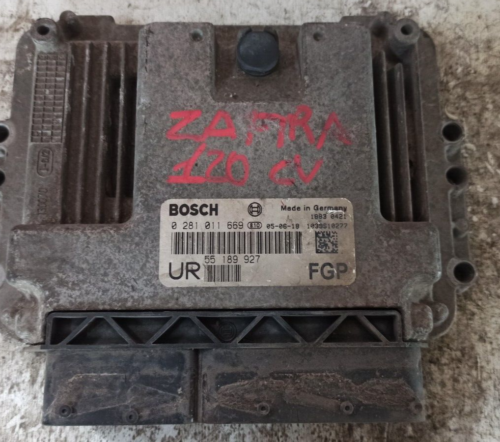 ZAFIRA
120 CV
BOSCH
Made in Germany
0 281 011 669 05-06-10
55 189 927
UR FGP